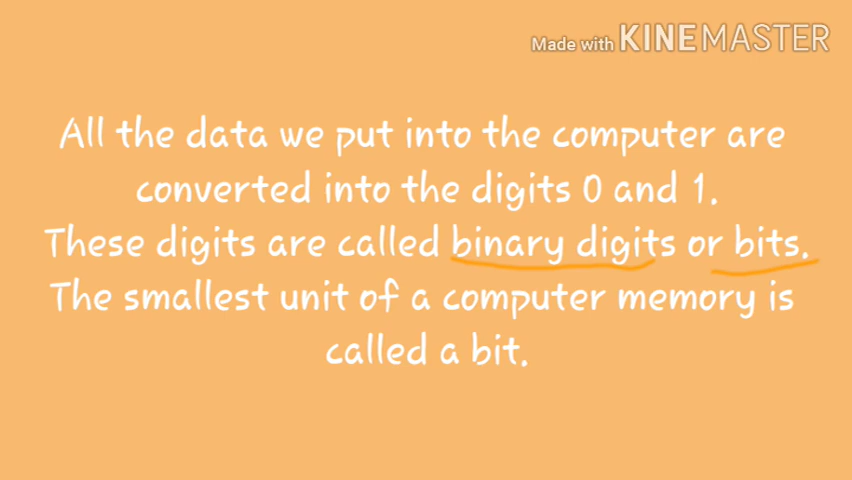 Made with KINEMASTER
All the data we put into the computer are
converted into the digits 0 and 1.
These digits are called binary digits or bits.
The smallest unit of a computer memory is
called a bit.